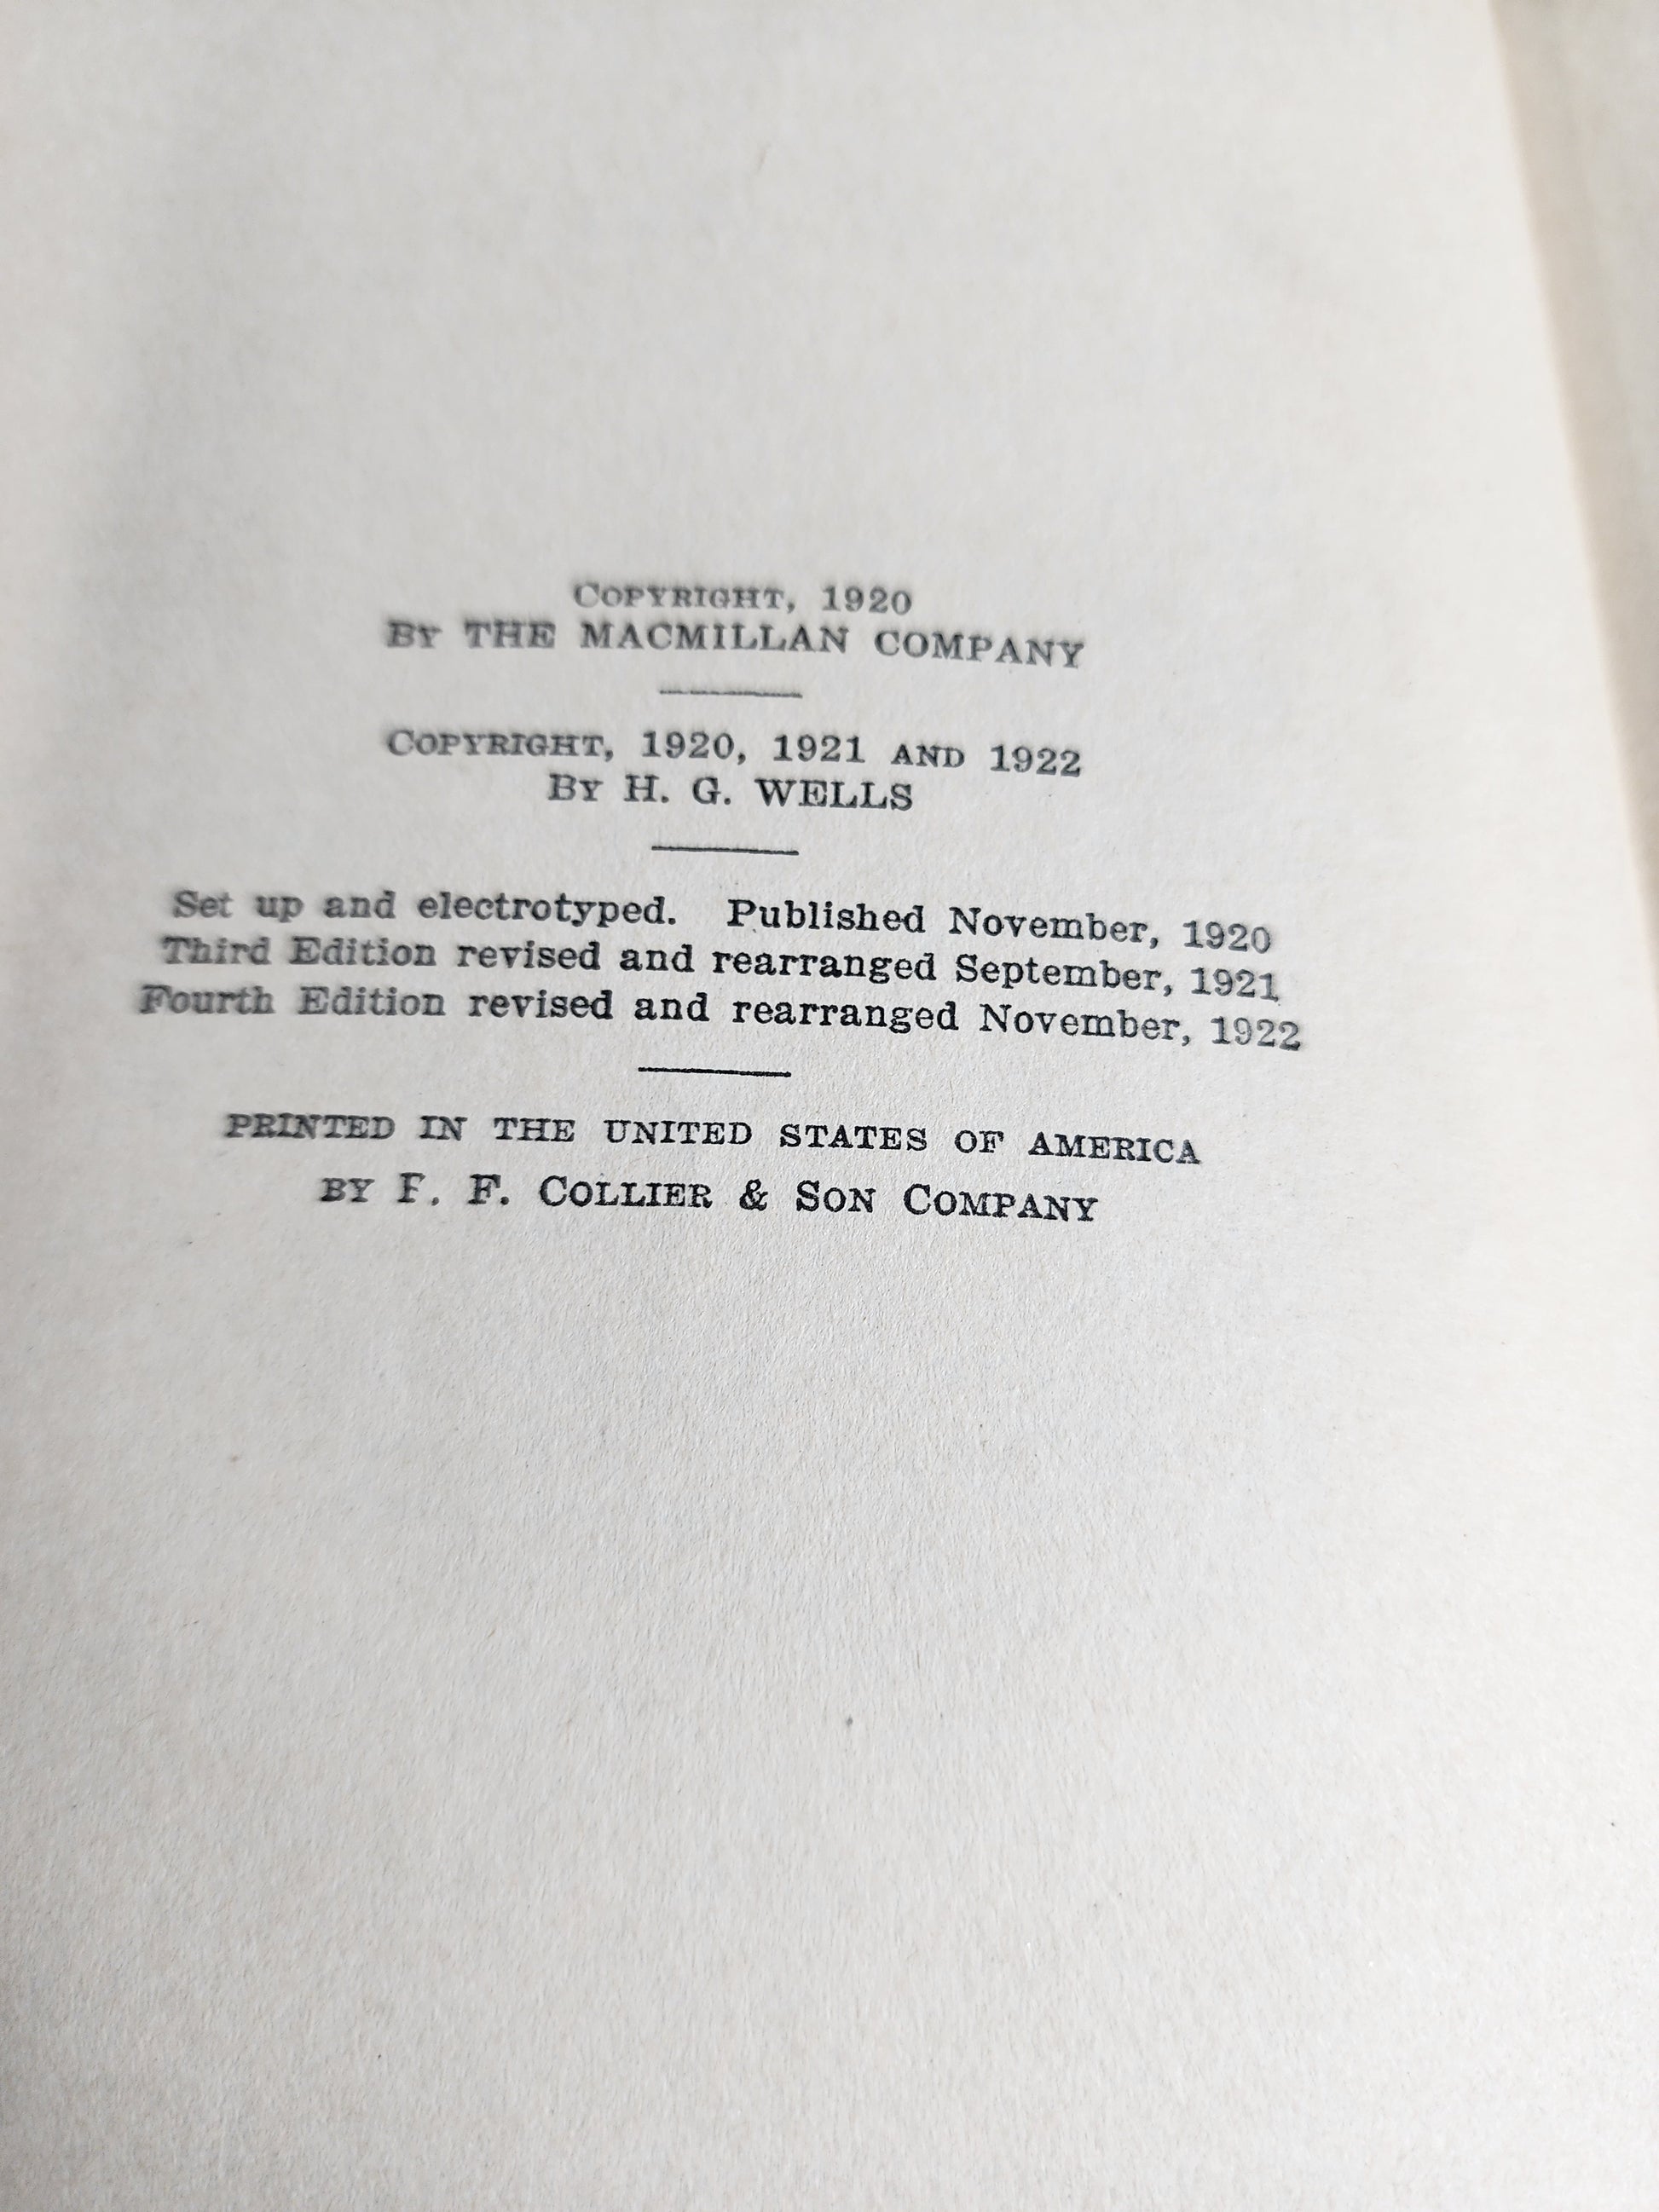 COPYRIGHT, 1920
BY THE MACMILLAN COMPANY
COPYRIGHT, 1920, 1921 AND 1922
BY H. G. WELLS
Set up and electrotyped. Published November, 1920
Third Edition revised and rearranged September, 1921
Fourth Edition revised and rearranged November, 1922
PRINTED IN THE UNITED STATES OF AMERICA
BY F. F. COLLIER & SON COMPANY